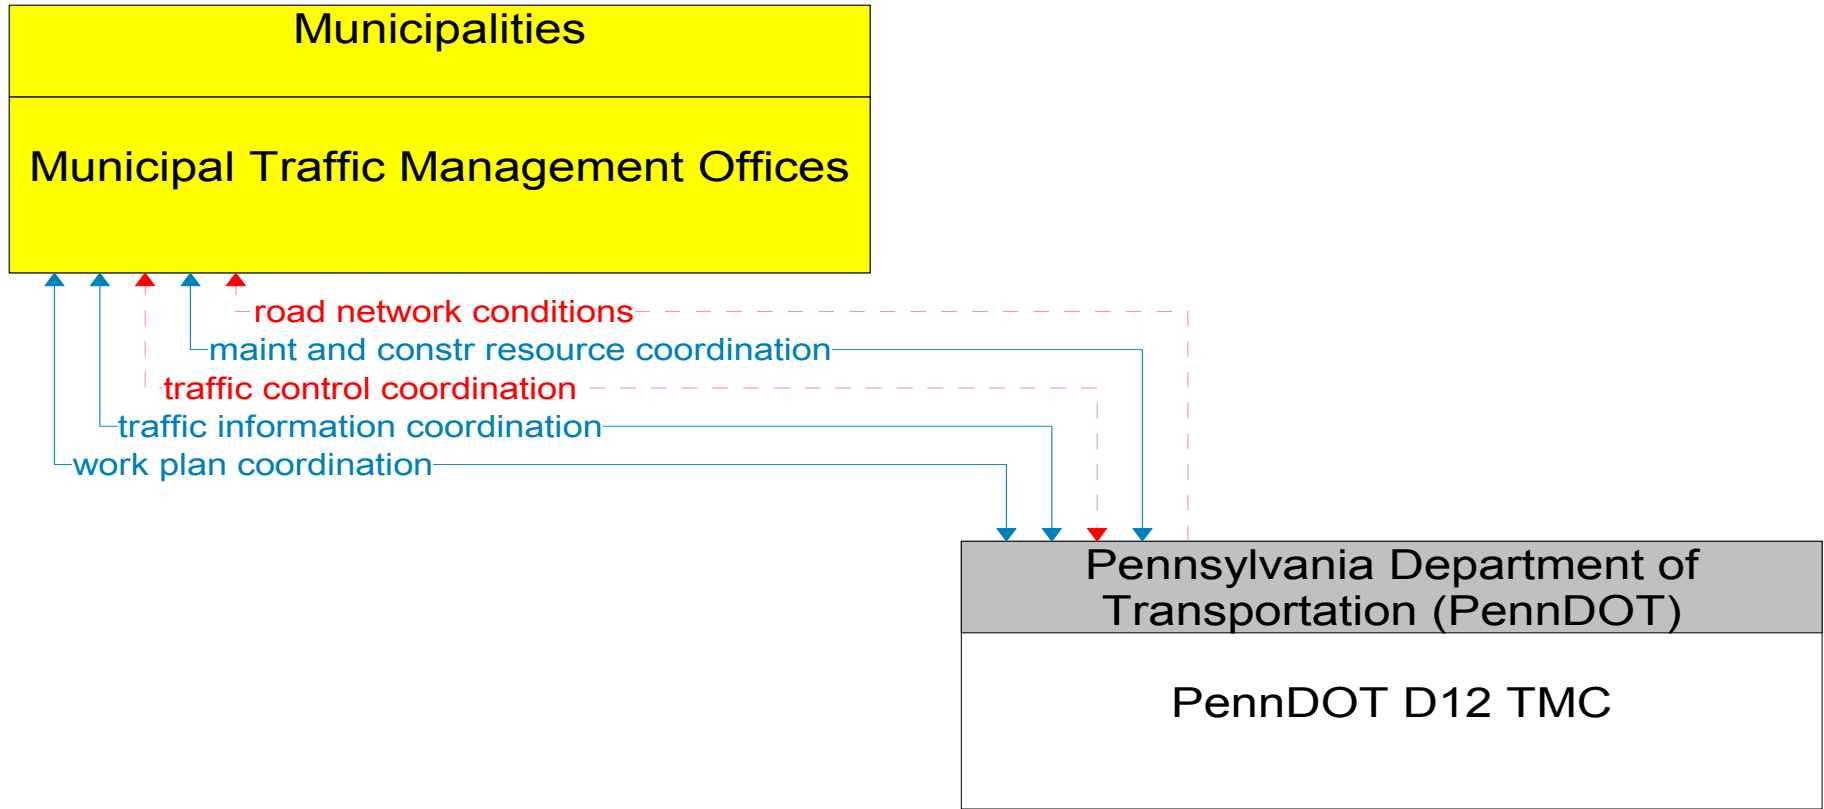 Municipalities
Municipal Traffic Management Offices
road network conditions
maint and constr resource coordination
traffic control coordination
traffic information coordination
work plan coordination
Pennsylvania Department of
Transportation (PennDOT)
PennDOT D12 TMC